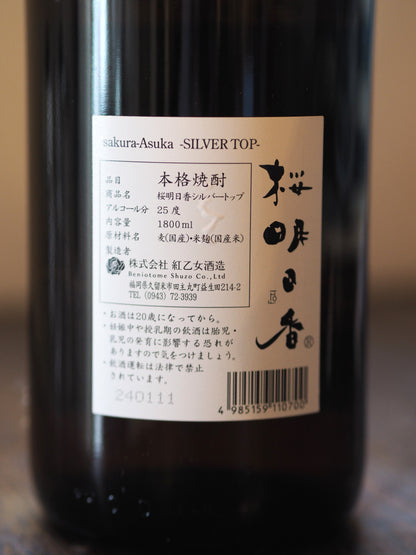 sakura-Asuka -SILVER TOP-
品目 本格焼酎
商品名 桜明日香シルバートップ
アルコール分 25度
内容量 1800ml
原材料名 麦(国産)・米麹(国産米)
製造者
株式会社 紅乙女酒造
Beniotome Shuzo Co.,Ltd
福岡県久留米市田主丸町益生田214-2
TEL (0943) 72-3939
・お酒は20歳になってから。
・妊娠中や授乳期の飲酒は胎児・
乳児の発育に影響する恐れが
ありますので気をつけましょう。
・飲酒運転は法律で禁止
されています。
240111
桜明日香
®
4 985159 110700